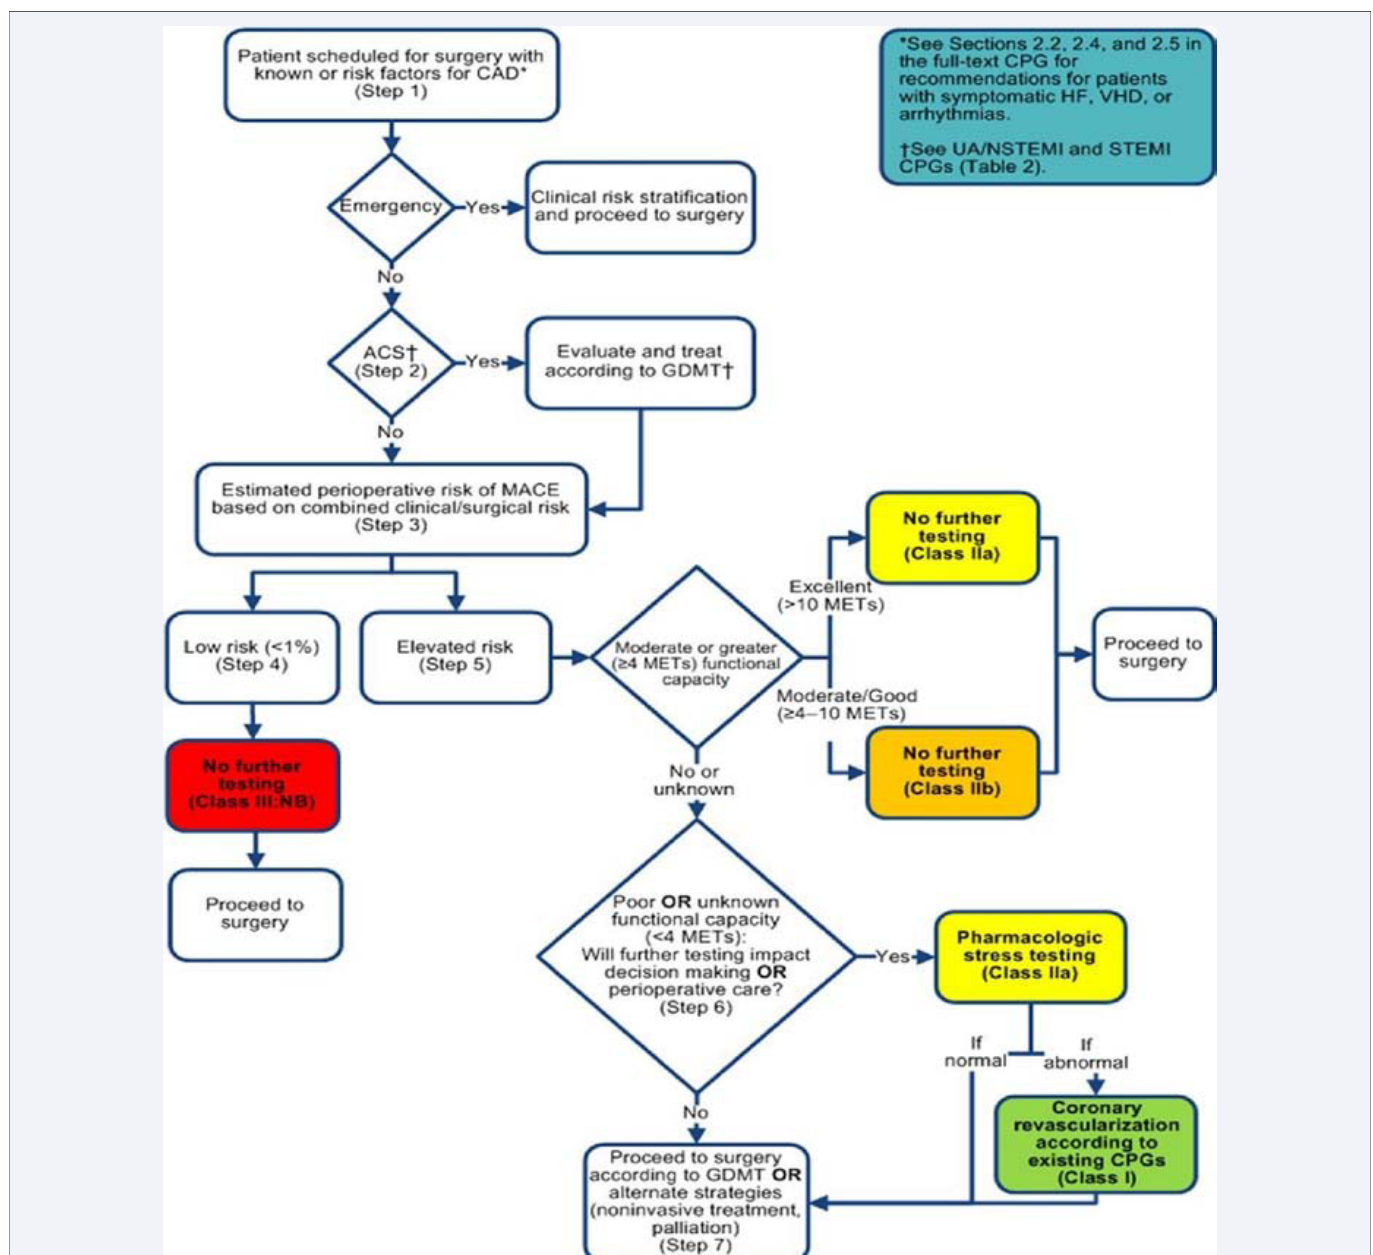 Patient scheduled for surgery with
known or risk factors for CAD*
(Step 1)
*See Sections 2.2, 2.4, and 2.5 in
the full-text CPG for
recommendations for patients
with symptomatic HF, VHD, or
arrhythmias.
†See UA/NSTEMI and STEMI
CPGs (Table 2).
Emergency
Yes
Clinical risk stratification
and proceed to surgery
No
ACS†
(Step 2)
Yes
Evaluate and treat
according to GDMT†
No
Estimated perioperative risk of MACE
based on combined clinical/surgical risk
(Step 3)
Low risk (<1%)
(Step 4)
Elevated risk
(Step 5)
Moderate or greater
(≥4 METs) functional
capacity
Excellent
(>10 METs)
No further
testing
(Class IIa)
Moderate/Good
(≥4–10 METs)
No further
testing
(Class IIb)
Proceed to
surgery
No further
testing
(Class III:NB)
Proceed to
surgery
No or
unknown
Poor OR unknown
functional capacity
(<4 METs):
Will further testing impact
decision making OR
perioperative care?
(Step 6)
Yes
Pharmacologic
stress testing
(Class IIa)
If
normal
If
abnormal
Coronary
revascularization
according to
existing CPGs
(Class I)
No
Proceed to surgery
according to GDMT OR
alternate strategies
(noninvasive treatment,
palliation)
(Step 7)